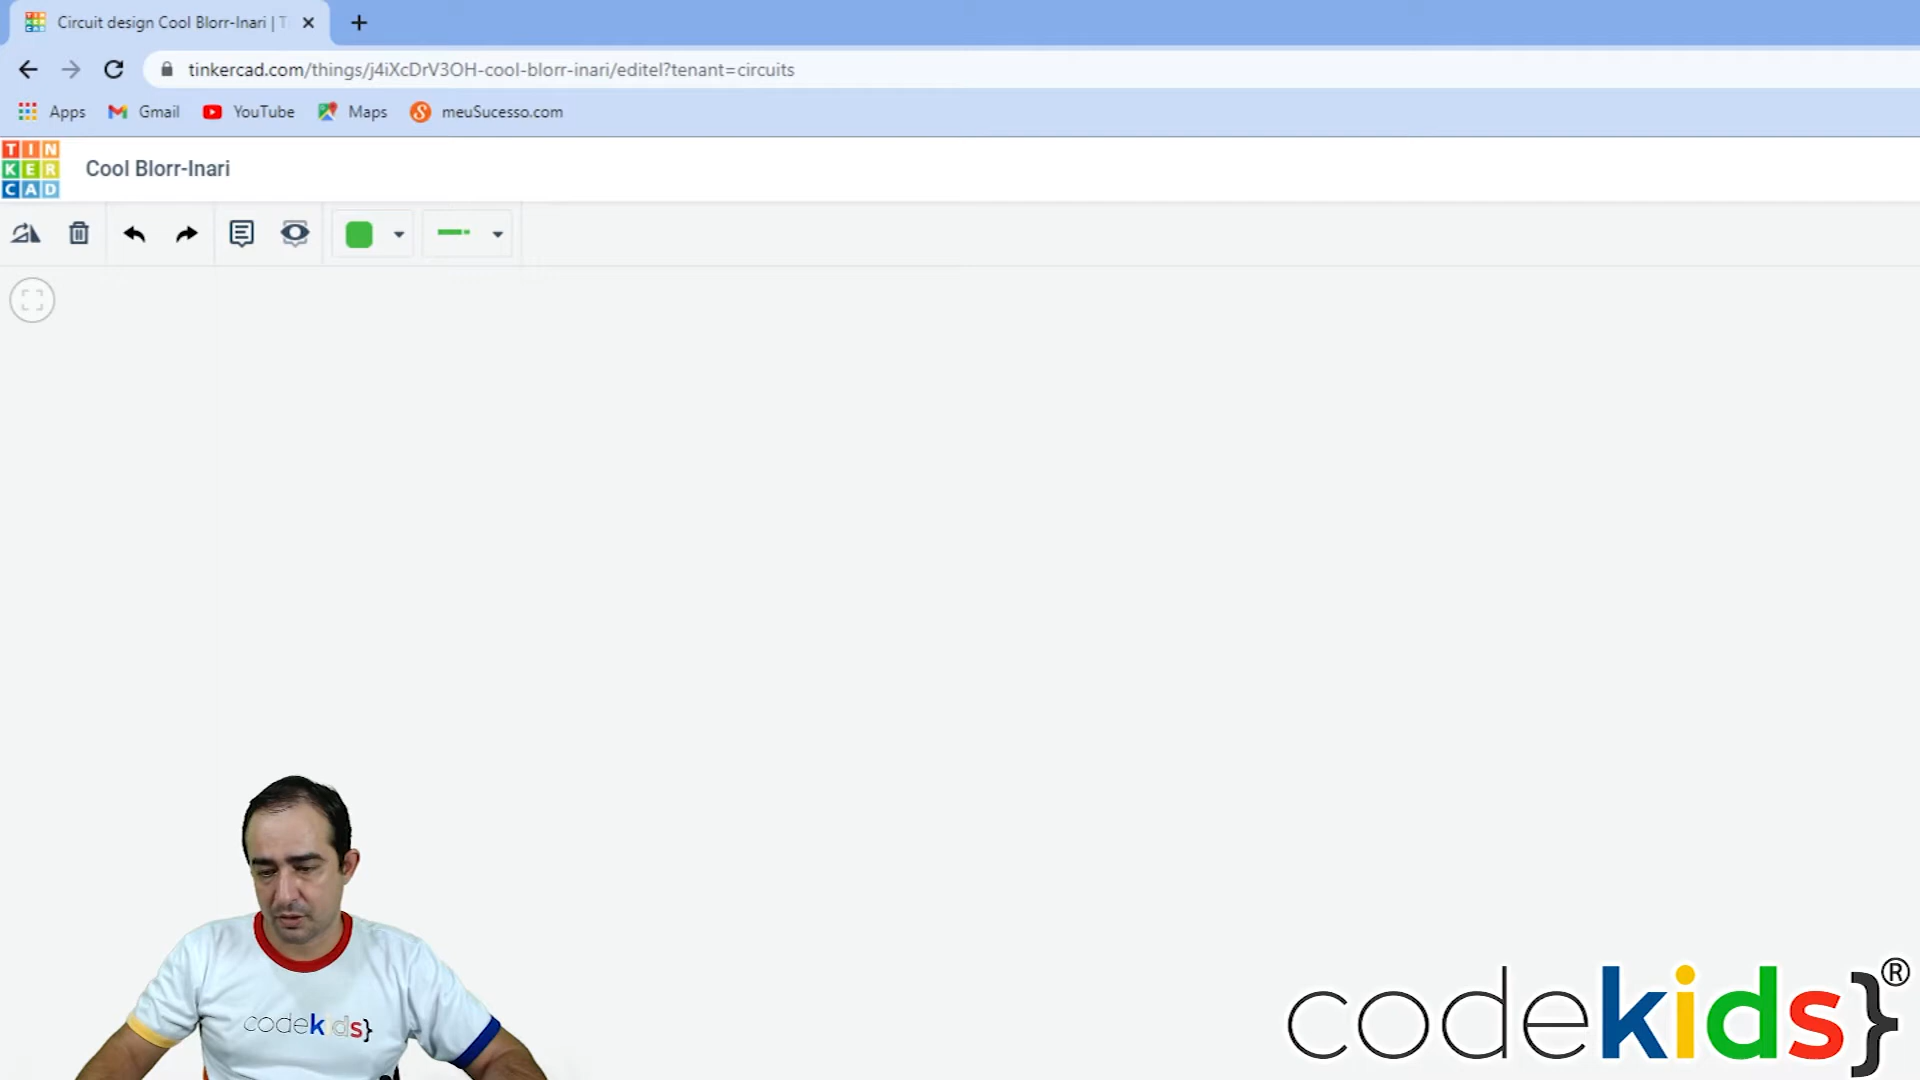 Circuit design Cool Blorr-Inari | T
tinkercad.com/things/j4iXcDrV3OH-cool-blorr-inari/editel?tenant=circuits
Apps Gmail YouTube Maps meuSucesso.com
TIN
KER
CAD
Cool Blorr-Inari
codekids}
codekids}®